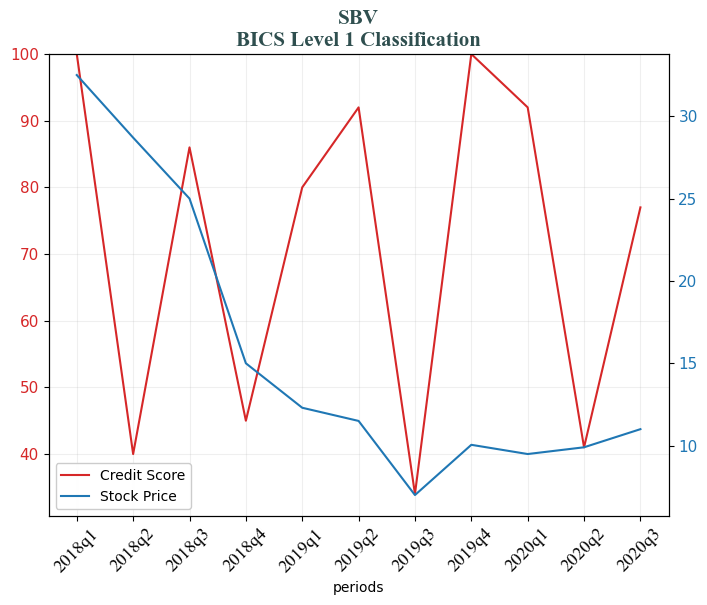 SBV
BICS Level 1 Classification
100
90
80
70
60
50
40
30
25
20
15
10
Credit Score
Stock Price
2018q1
2018q2
2018q3
2018q4
2019q1
2019q2
2019q3
2019q4
2020q1
2020q2
2020q3
periods